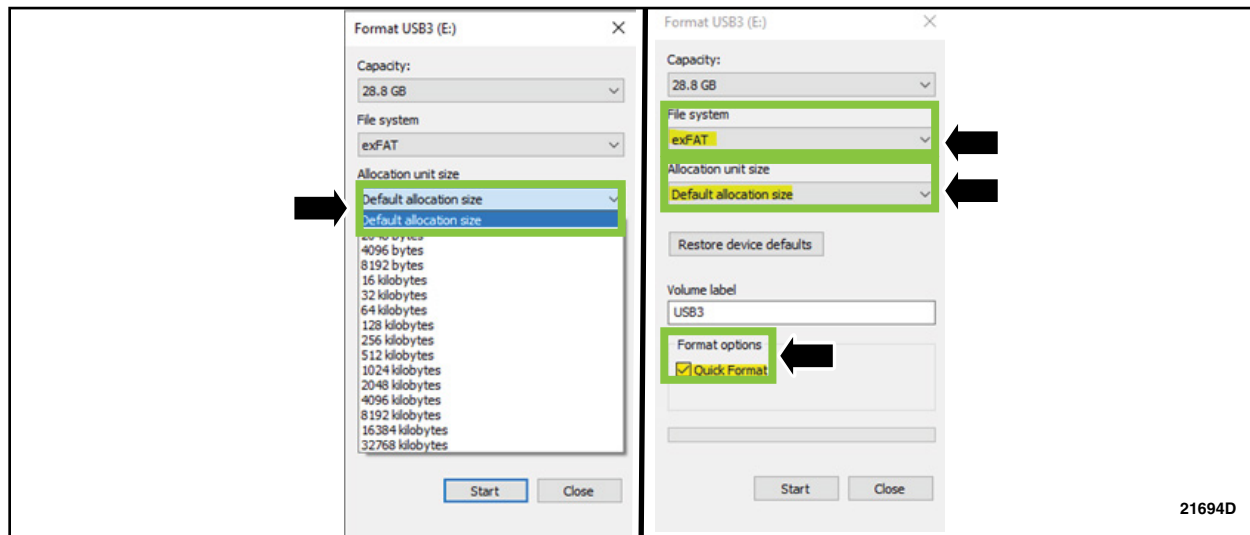 Format USB3 (E:)
Capacity:
28.8 GB
File system
exFAT
Allocation unit size
Default allocation size
Default allocation size
2048 bytes
4096 bytes
8192 bytes
16 kilobytes
32 kilobytes
64 kilobytes
128 kilobytes
256 kilobytes
512 kilobytes
1024 kilobytes
2048 kilobytes
4096 kilobytes
8192 kilobytes
16384 kilobytes
32768 kilobytes
Start Close
Format USB3 (E:)
Capacity:
28.8 GB
File system
exFAT
Allocation unit size
Default allocation size
Restore device defaults
Volume label
USB3
Format options
Quick Format
Start Close
21694D